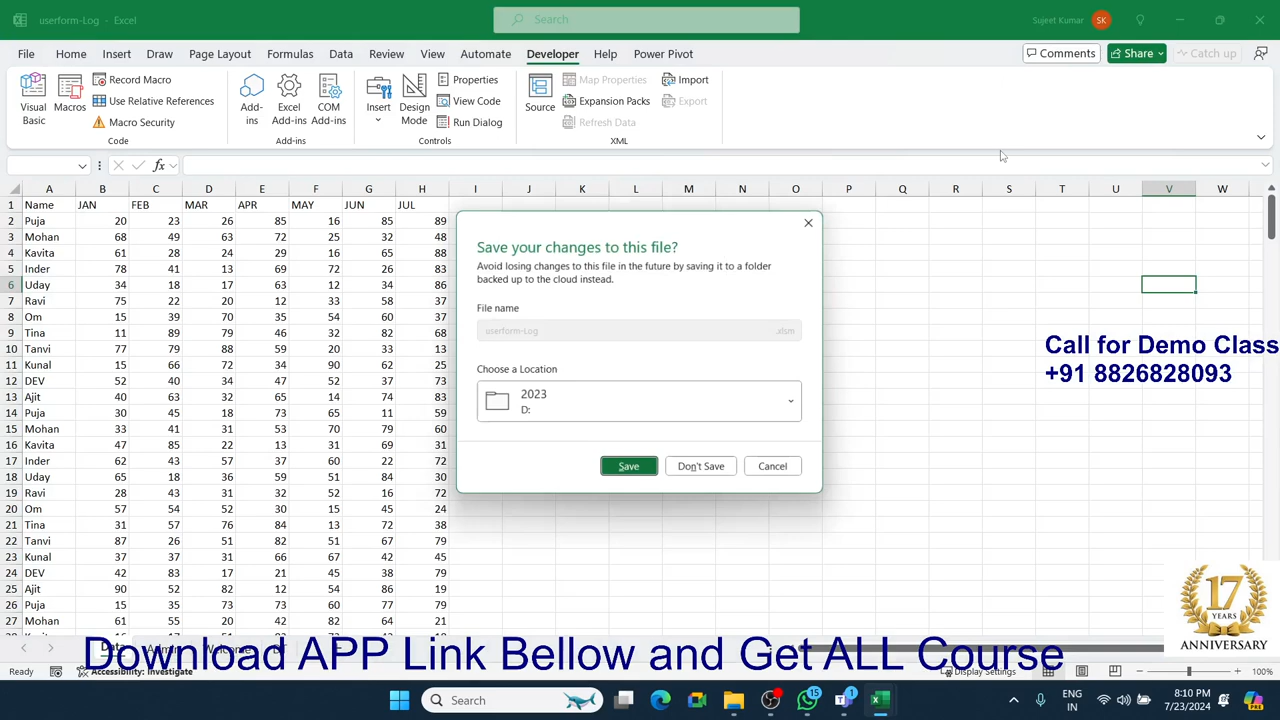 userform-Log - Excel
Search
Sujeet Kumar SK
File Home Insert Draw Page Layout Formulas Data Review View Automate Developer Help Power Pivot
Comments Share Catch up
Visual Basic
Macros
Record Macro
Use Relative References
Macro Security
Code
Add-ins
Excel Add-ins
COM Add-ins
Add-ins
Insert
Design Mode
Properties
View Code
Run Dialog
Controls
Source
Map Properties
Expansion Packs
Refresh Data
Import
Export
XML
fx
A B C D E F G H I J K L M N O P Q R S T U V W
1 Name JAN FEB MAR APR MAY JUN JUL
2 Puja 20 23 26 85 16 85 89
3 Mohan 68 49 63 72 25 32 48
4 Kavita 51 28 24 29 16 65 88
5 Inder 78 41 13 69 72 26 83
6 Uday 34 18 17 63 12 34 86
7 Ravi 75 22 20 12 33 58 37
8 Om 15 39 75 34 54 60 37
9 Tina 11 89 79 46 32 82 68
10 Tanvi 77 79 88 59 20 33 13
11 Kunal 15 66 72 34 90 62 25
12 DEV 52 40 34 47 52 37 73
13 Ajit 40 63 32 65 14 74 83
14 Puja 30 45 18 73 65 11 59
15 Mohan 33 41 31 53 70 79 60
16 Kavita 47 85 22 13 31 69 31
17 Inder 62 43 57 37 60 22 72
18 Uday 65 18 36 59 51 84 30
19 Ravi 28 43 31 32 52 16 72
20 Om 57 54 52 30 15 45 24
21 Tina 31 57 76 84 13 72 38
22 Tanvi 87 26 51 82 51 67 79
23 Kunal 37 37 31 66 67 42 45
24 DEV 42 83 17 21 45 38 79
25 Ajit 90 52 82 12 54 86 19
26 Puja 15 35 73 73 60 77 79
27 Mohan 61 55 20 42 82 64 21
Save your changes to this file?
Avoid losing changes to this file in the future by saving it to a folder
backed up to the cloud instead.
File name
userform-Log .xlsm
Choose a Location
2023
D:
Save Don't Save Cancel
Call for Demo Class
+91 8826828093
17
YEARS
ANNIVERSARY
Download APP Link Bellow and Get ALL Course
Ready Accessibility: Investigate Display Settings 100%
Search
15
1
ENG
IN
8:10 PM
7/23/2024